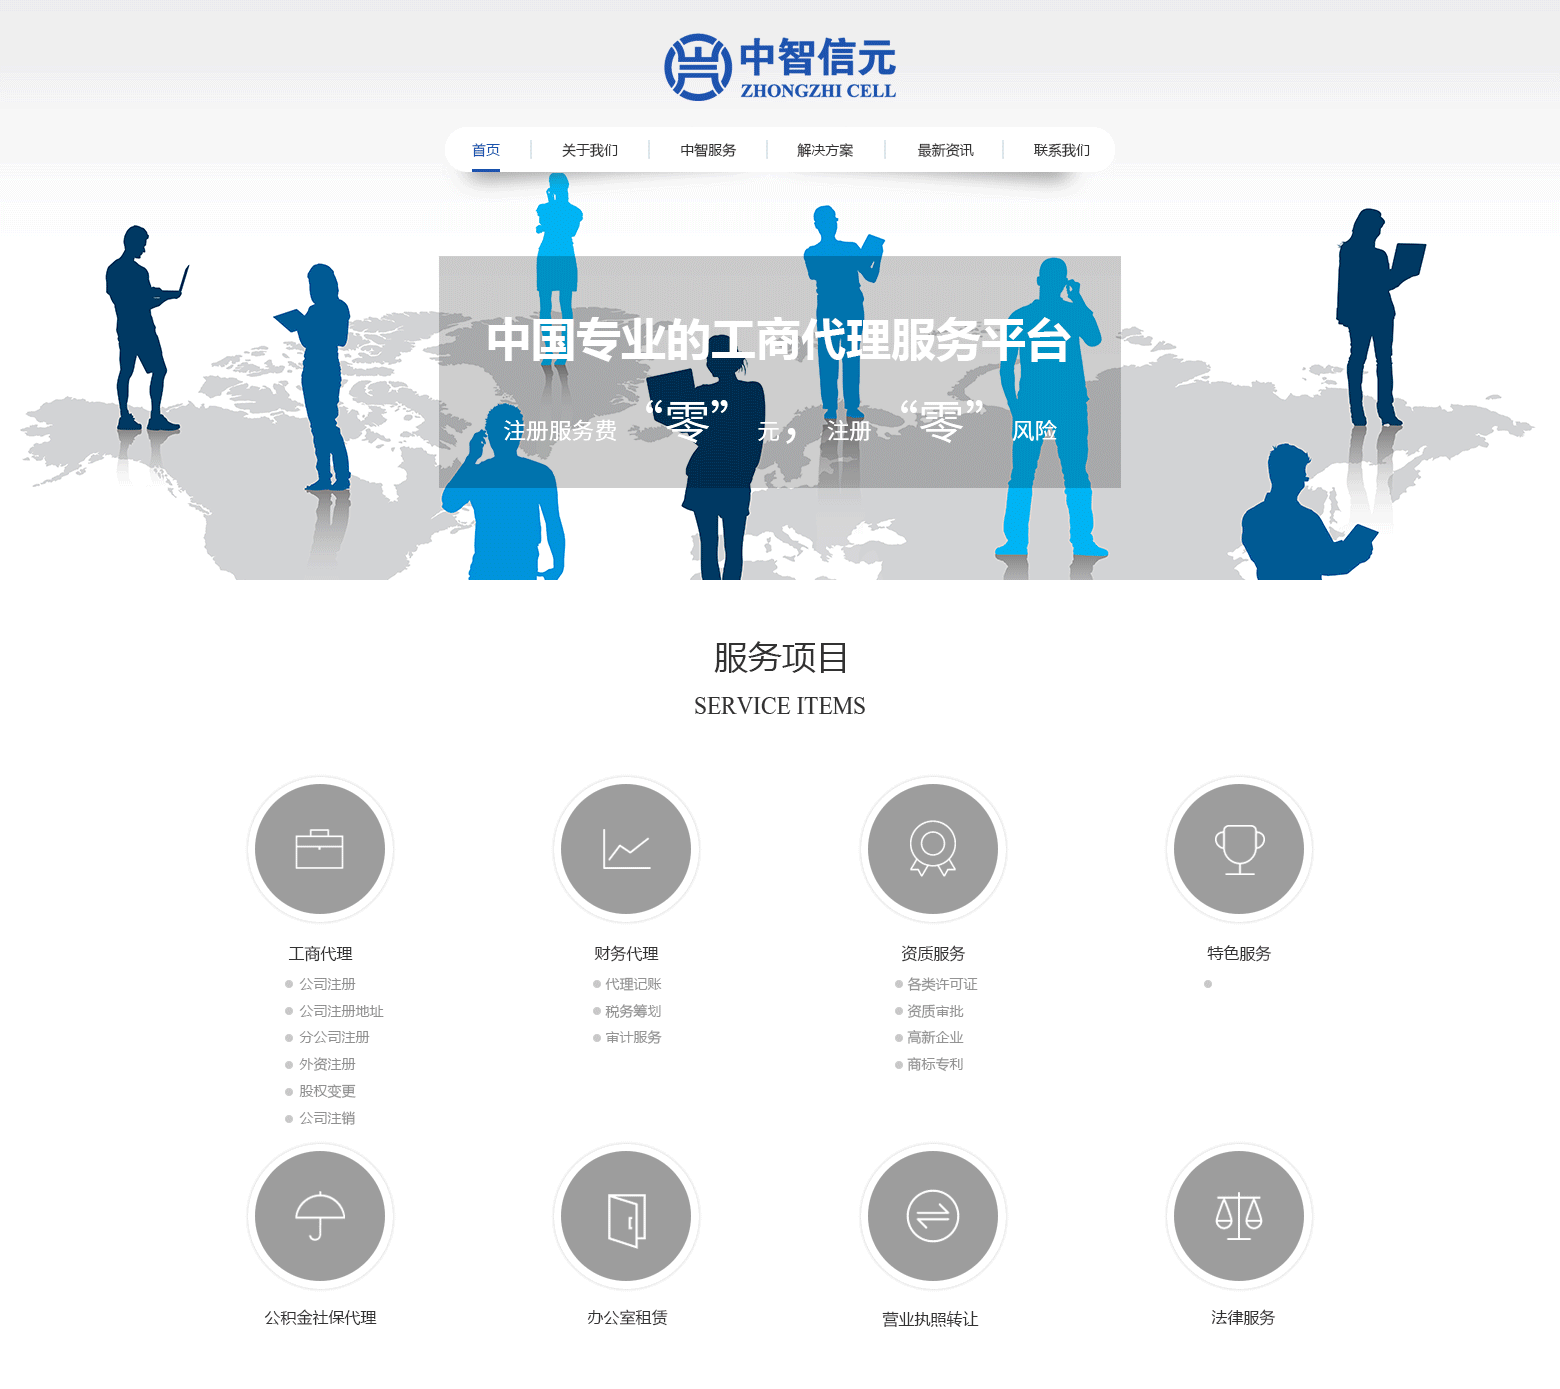 中智信元
ZHONGZHI CELL
首页 关于我们 中智服务 解决方案 最新资讯 联系我们
中国专业的工商代理服务平台
注册服务费 “零” 元， 注册 “零” 风险
服务项目
SERVICE ITEMS
工商代理
公司注册
公司注册地址
分公司注册
外资注册
股权变更
公司注销
财务代理
代理记账
税务筹划
审计服务
资质服务
各类许可证
资质审批
高新企业
商标专利
特色服务
公积金社保代理
办公室租赁
营业执照转让
法律服务